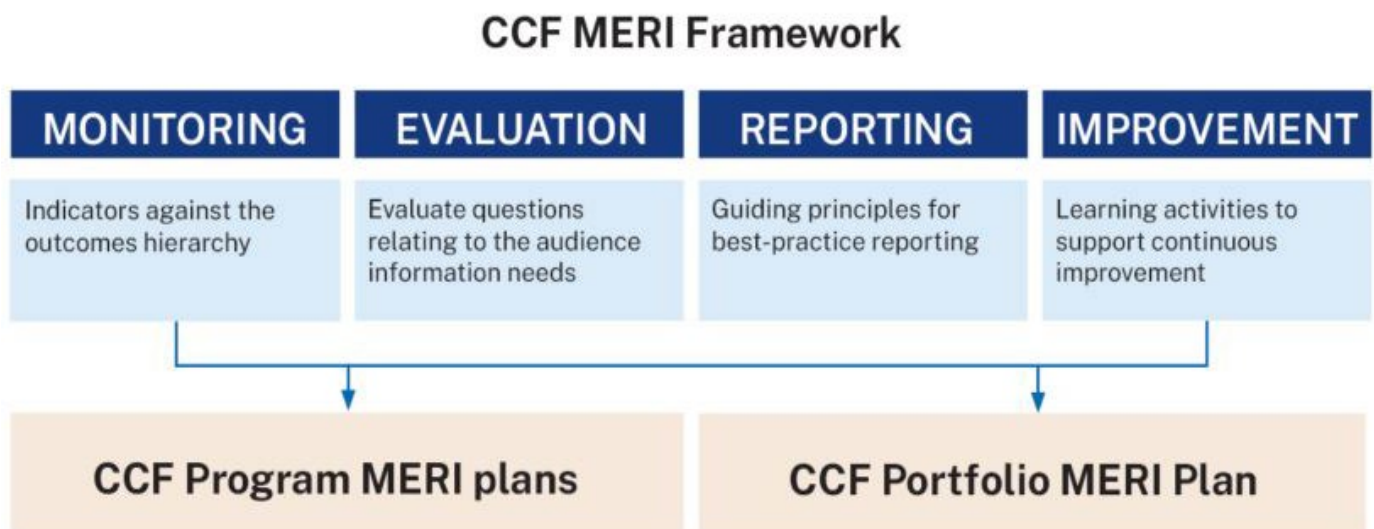 CCF MERI Framework
MONITORING
EVALUATION
REPORTING
IMPROVEMENT
Indicators against the
outcomes hierarchy
Evaluate questions
relating to the audience
information needs
Guiding principles for
best-practice reporting
Learning activities to
support continuous
improvement
CCF Program MERI plans
CCF Portfolio MERI Plan